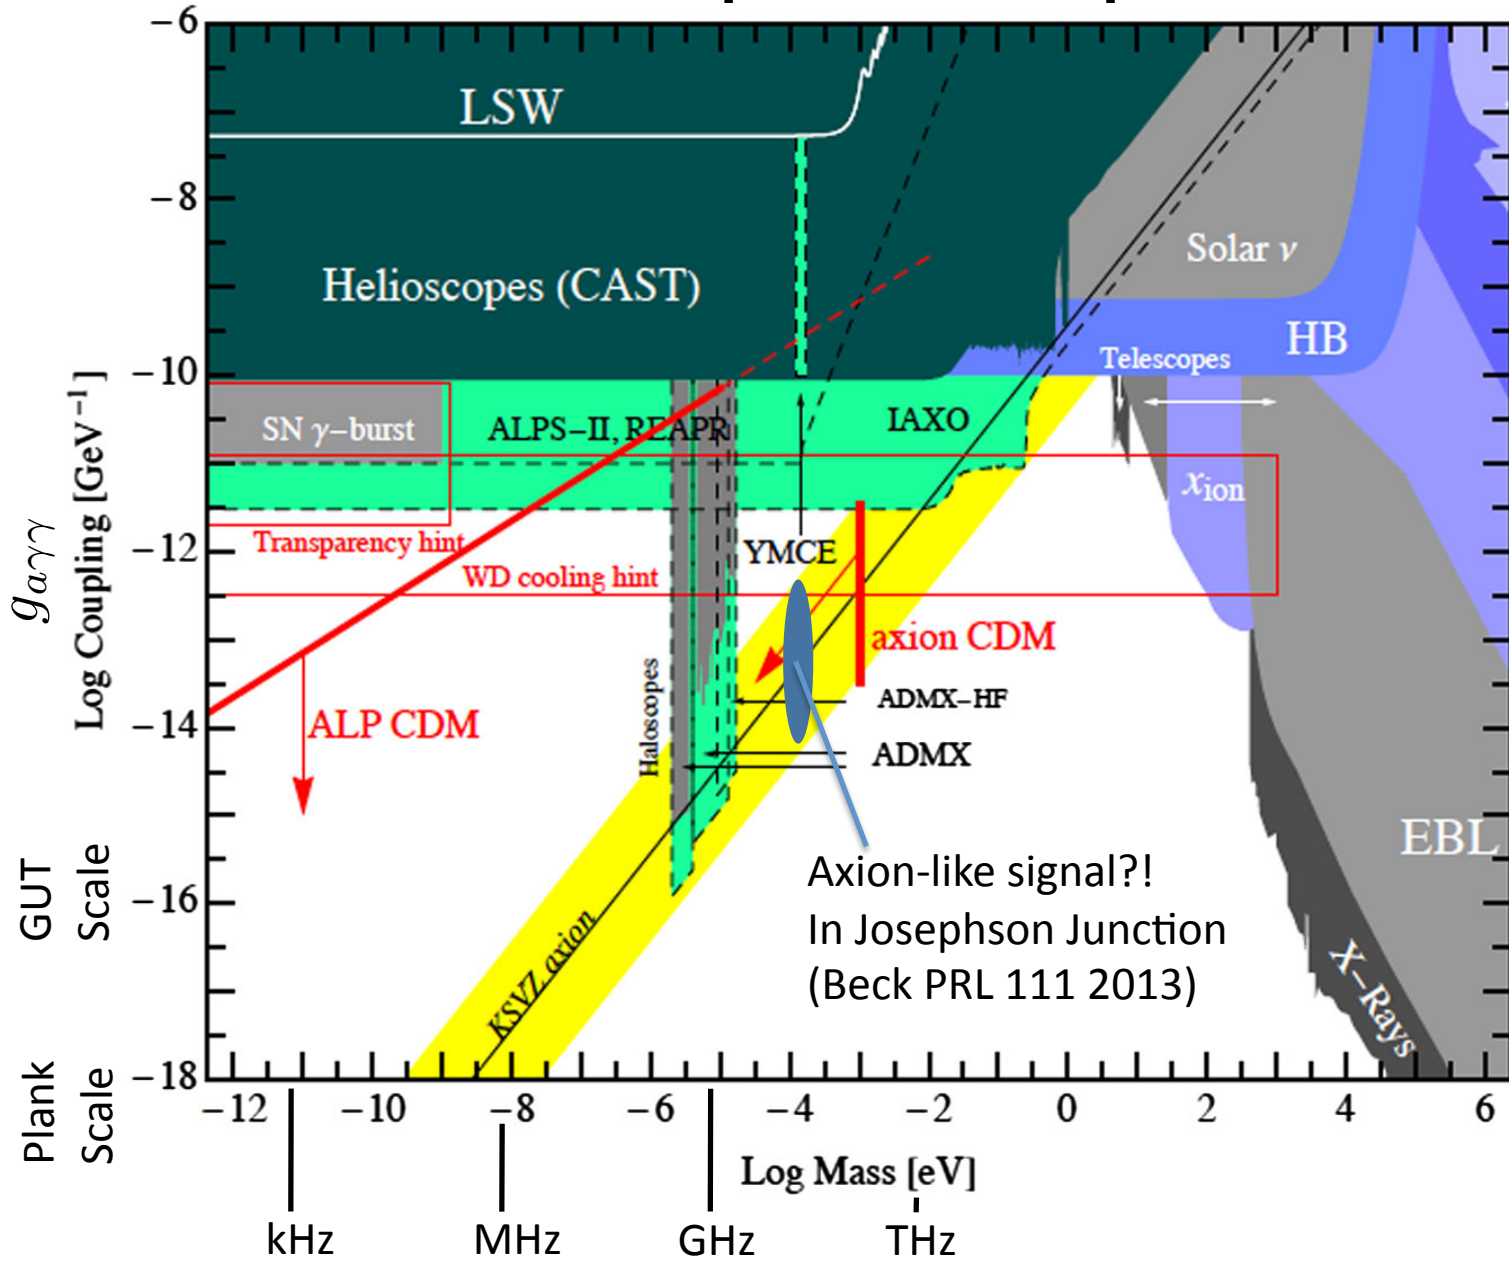 −6
−8
−10
−12
−14
−16
−18
LSW
Helioscopes (CAST)
Solar ν
HB
Telescopes
SN γ−burst
ALPS−II, REAPR
IAXO
x_ion
Transparency hint
YMCE
WD cooling hint
axion CDM
Haloscopes
ADMX−HF
ALP CDM
ADMX
EBL
Axion-like signal?!
In Josephson Junction
(Beck PRL 111 2013)
KSVZ axion
X−Rays
g_{aγγ}
Log Coupling [GeV⁻¹]
GUT
Scale
Plank
Scale
−12 −10 −8 −6 −4 −2 0 2 4 6
Log Mass [eV]
kHz MHz GHz THz